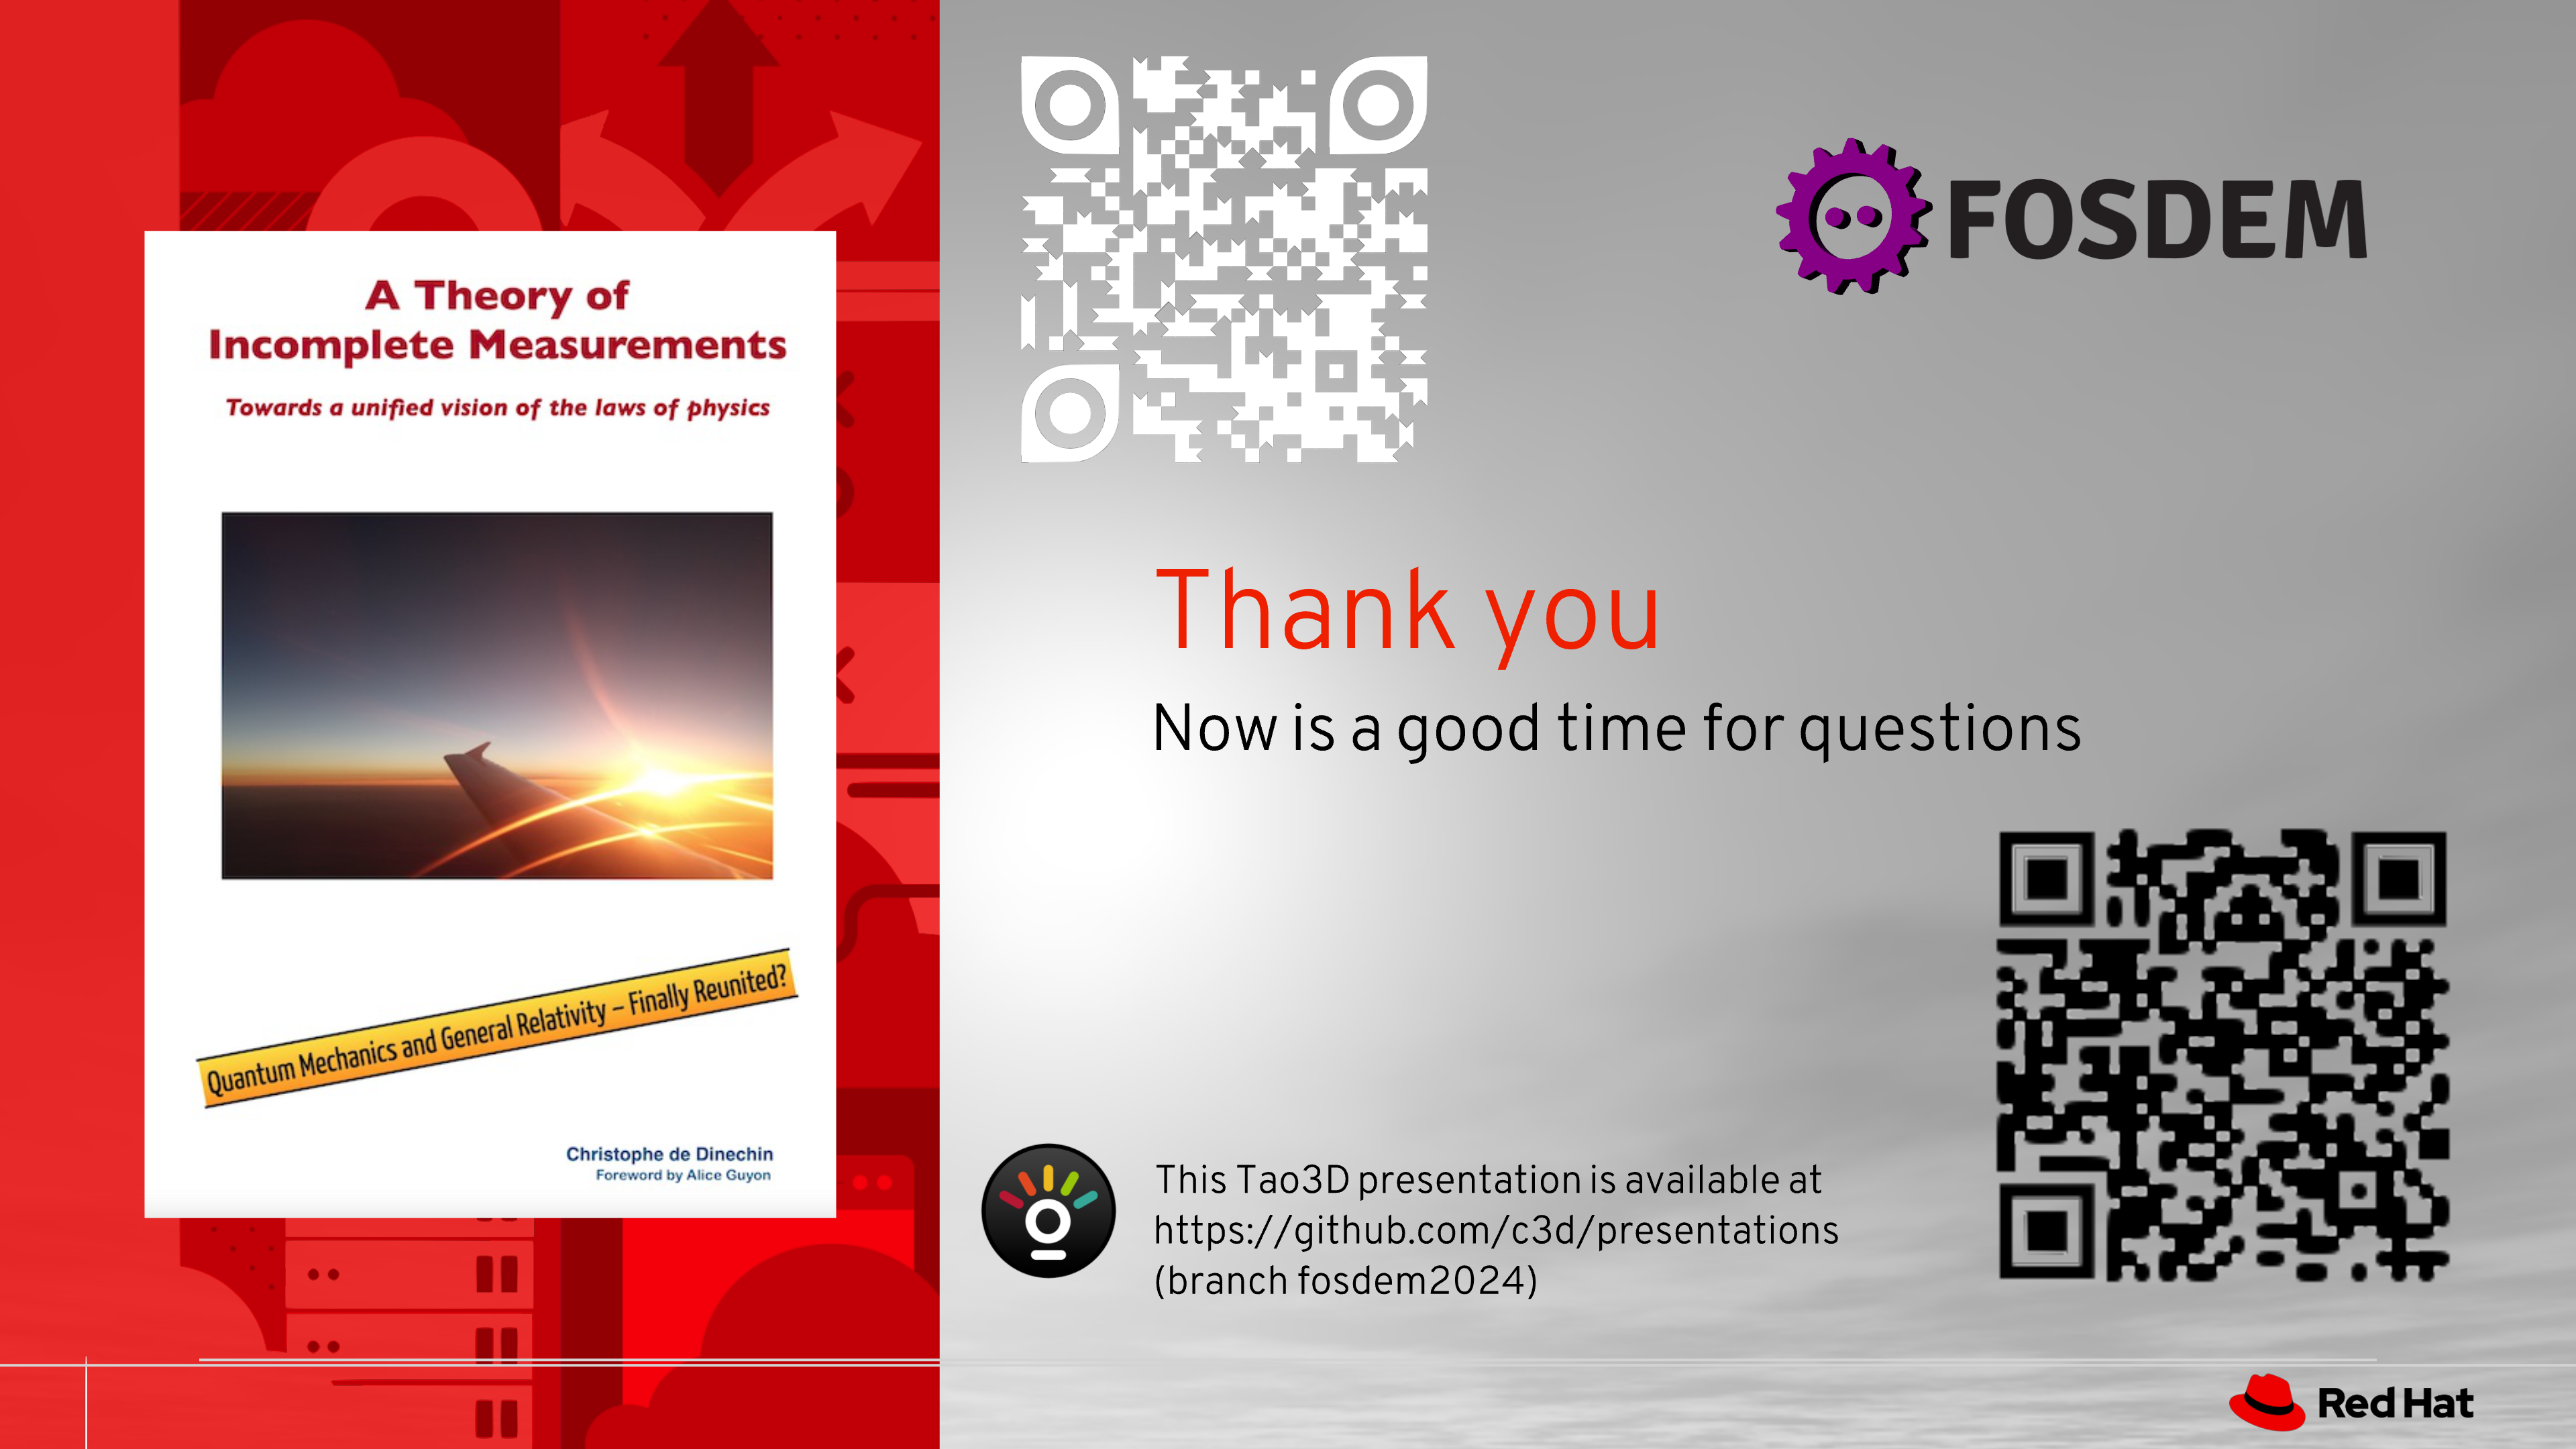 A Theory of
Incomplete Measurements
Towards a unified vision of the laws of physics
Quantum Mechanics and General Relativity – Finally Reunited?
Christophe de Dinechin
Foreword by Alice Guyon
FOSDEM
Thank you
Now is a good time for questions
This Tao3D presentation is available at
https://github.com/c3d/presentations
(branch fosdem2024)
Red Hat